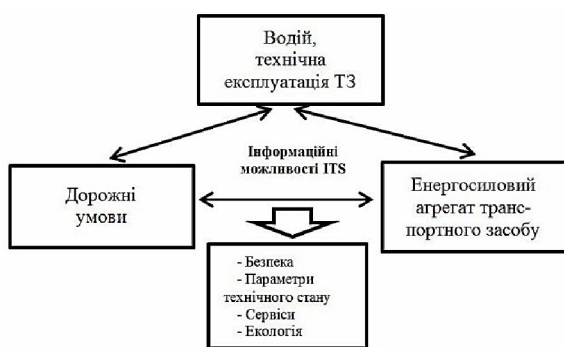 Водій,
технічна
експлуатація ТЗ
Інформаційні
можливості ITS
Дорожні
умови
Енергосиловий
агрегат транс-
портного засобу
- Безпека
- Параметри
технічного стану
- Сервіси
- Екологія